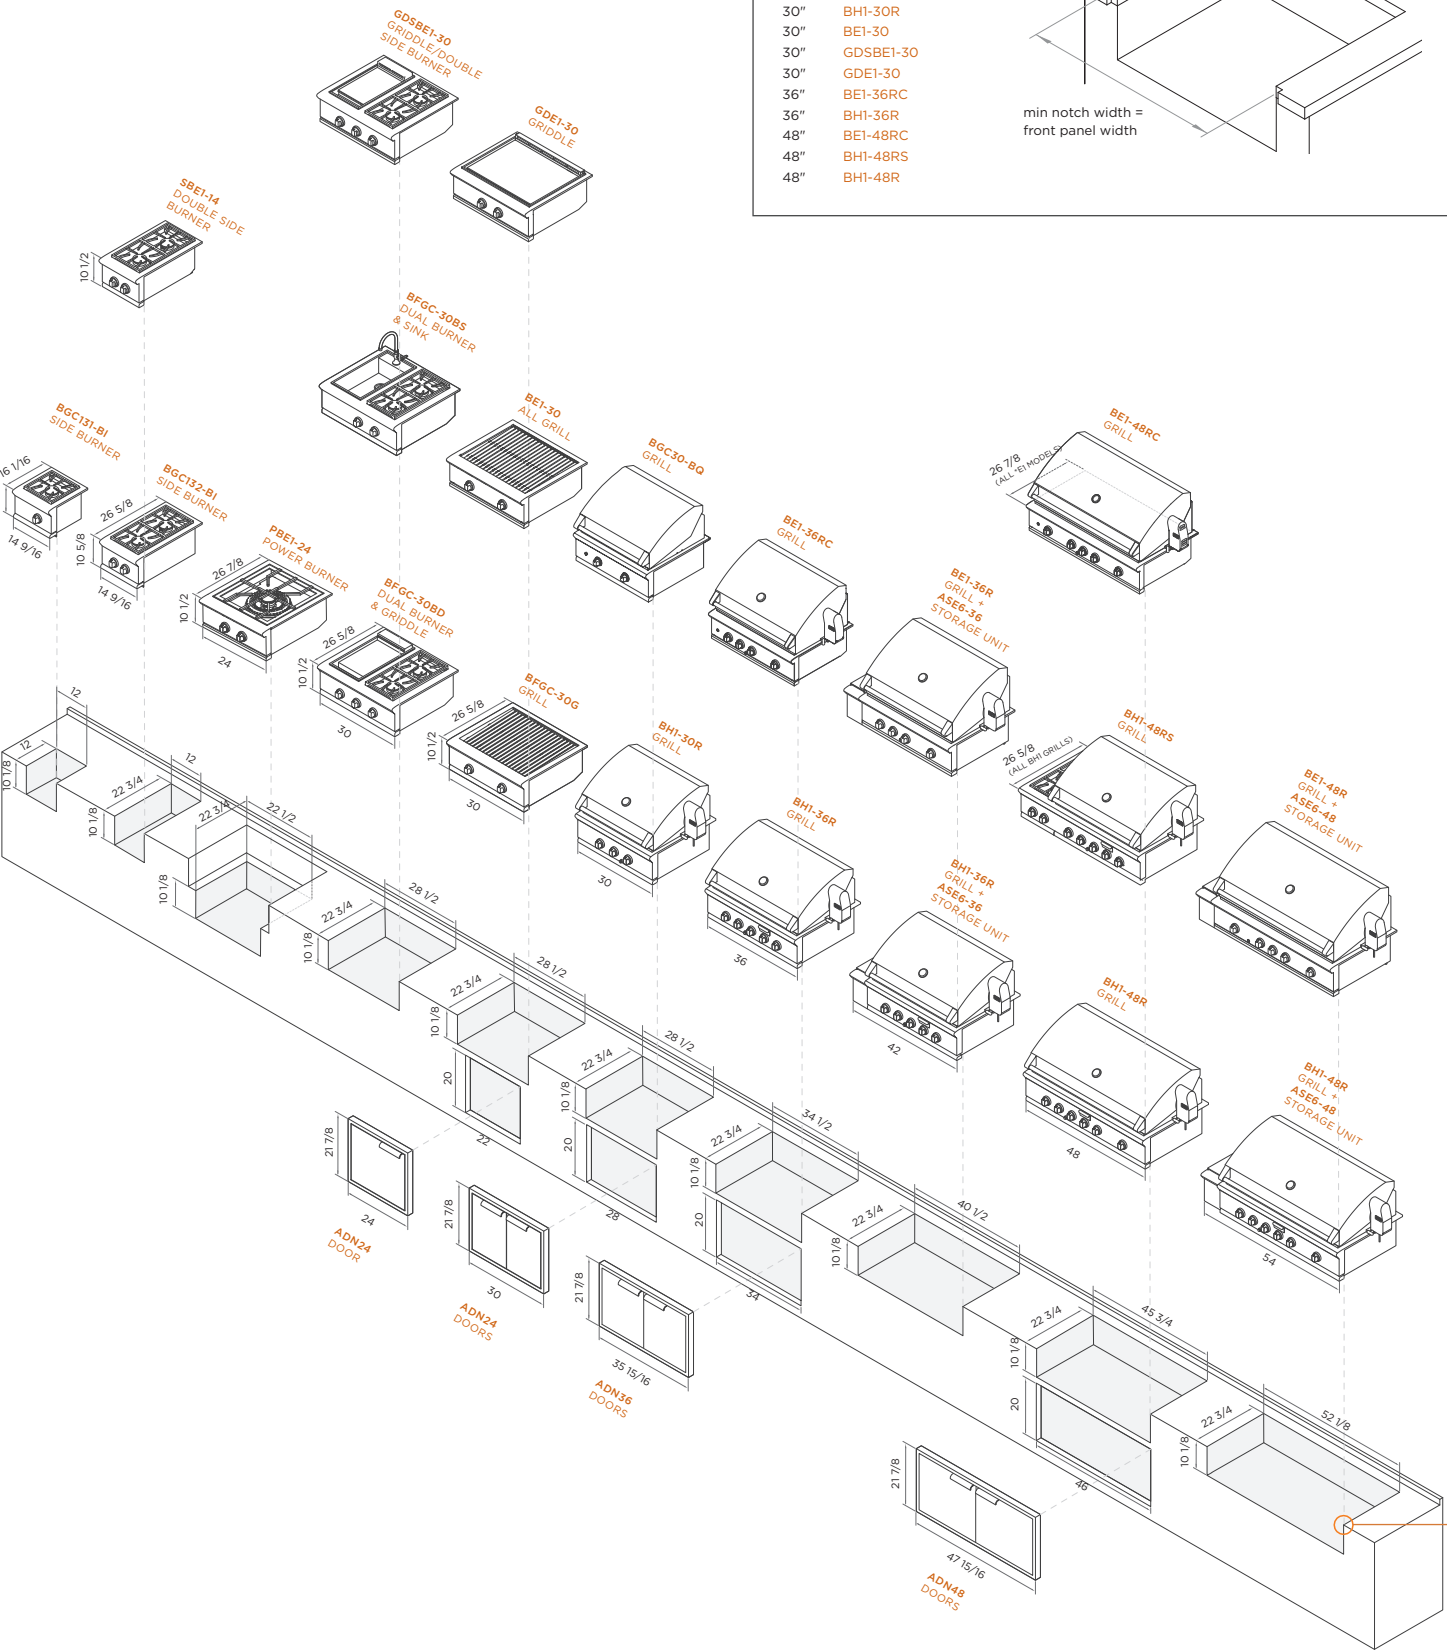 30" BH1-30R
30" BE1-30
30" GDSBE1-30
30" GDE1-30
36" BE1-36RC
36" BH1-36R
48" BE1-48RC
48" BH1-48RS
48" BH1-48R
min notch width =
front panel width
GDSBE1-30
GRIDDLE/DOUBLE
SIDE BURNER
GDE1-30
GRIDDLE
SBE1-14
DOUBLE SIDE
BURNER
10 1/2
BFGC-30BS
DUAL BURNER
& SINK
BE1-30
ALL GRILL
BGC30-BQ
GRILL
BE1-48RC
GRILL
26 7/8
(ALL *E1 MODELS)
BGC131-BI
SIDE BURNER
16 1/16
14 9/16
BGC132-BI
SIDE BURNER
26 5/8
10 5/8
14 9/16
PBE1-24
POWER BURNER
26 7/8
10 1/2
24
BFGC-30BD
DUAL BURNER
& GRIDDLE
26 5/8
10 1/2
30
BE1-36RC
GRILL
BE1-36R
GRILL +
ASE6-36
STORAGE UNIT
BFGC-30G
GRILL
26 5/8
10 1/2
30
BH1-30R
GRILL
30
BH1-48RS
GRILL
26 5/8
(ALL BH1 GRILLS)
BE1-48R
GRILL +
ASE6-48
STORAGE UNIT
BH1-36R
GRILL
36
BH1-36R
GRILL +
ASE6-36
STORAGE UNIT
42
BH1-48R
GRILL
48
BH1-48R
GRILL +
ASE6-48
STORAGE UNIT
54
12
12
10 1/8
12
22 3/4
10 1/8
22 3/4
22 1/2
10 1/8
28 1/2
22 3/4
10 1/8
28 1/2
22 3/4
10 1/8
20
22
28 1/2
22 3/4
10 1/8
20
28
34 1/2
22 3/4
10 1/8
20
34
40 1/2
22 3/4
10 1/8
45 3/4
22 3/4
10 1/8
20
46
52 1/8
22 3/4
10 1/8
21 7/8
24
ADN24
DOOR
21 7/8
30
ADN24
DOORS
21 7/8
35 15/16
ADN36
DOORS
21 7/8
47 15/16
ADN48
DOORS